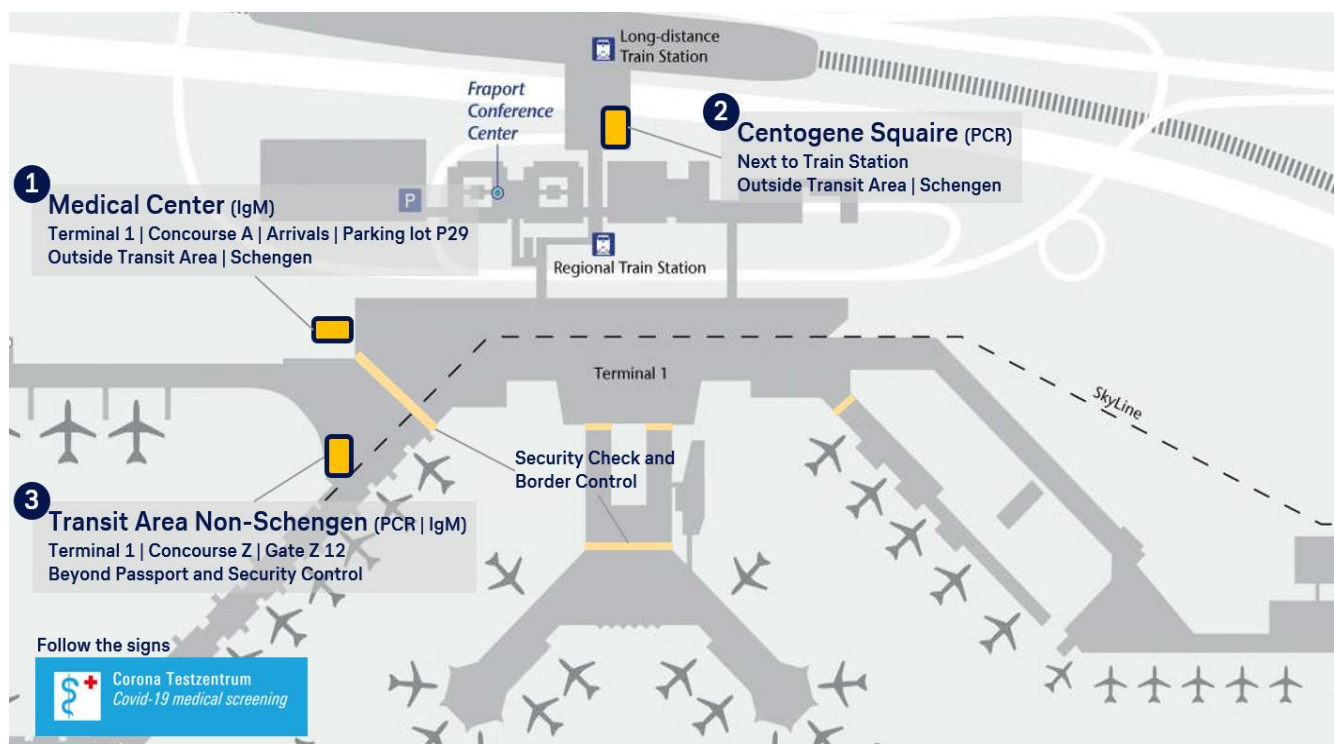 Long-distance
Train Station
Fraport
Conference
Center
2
Centogene Squaire (PCR)
Next to Train Station
Outside Transit Area | Schengen
1
Medical Center (IgM)
Terminal 1 | Concourse A | Arrivals | Parking lot P29
Outside Transit Area | Schengen
P
Regional Train Station
Terminal 1
SkyLine
Security Check and
Border Control
3
Transit Area Non-Schengen (PCR | IgM)
Terminal 1 | Concourse Z | Gate Z 12
Beyond Passport and Security Control
Follow the signs
Corona Testzentrum
Covid-19 medical screening